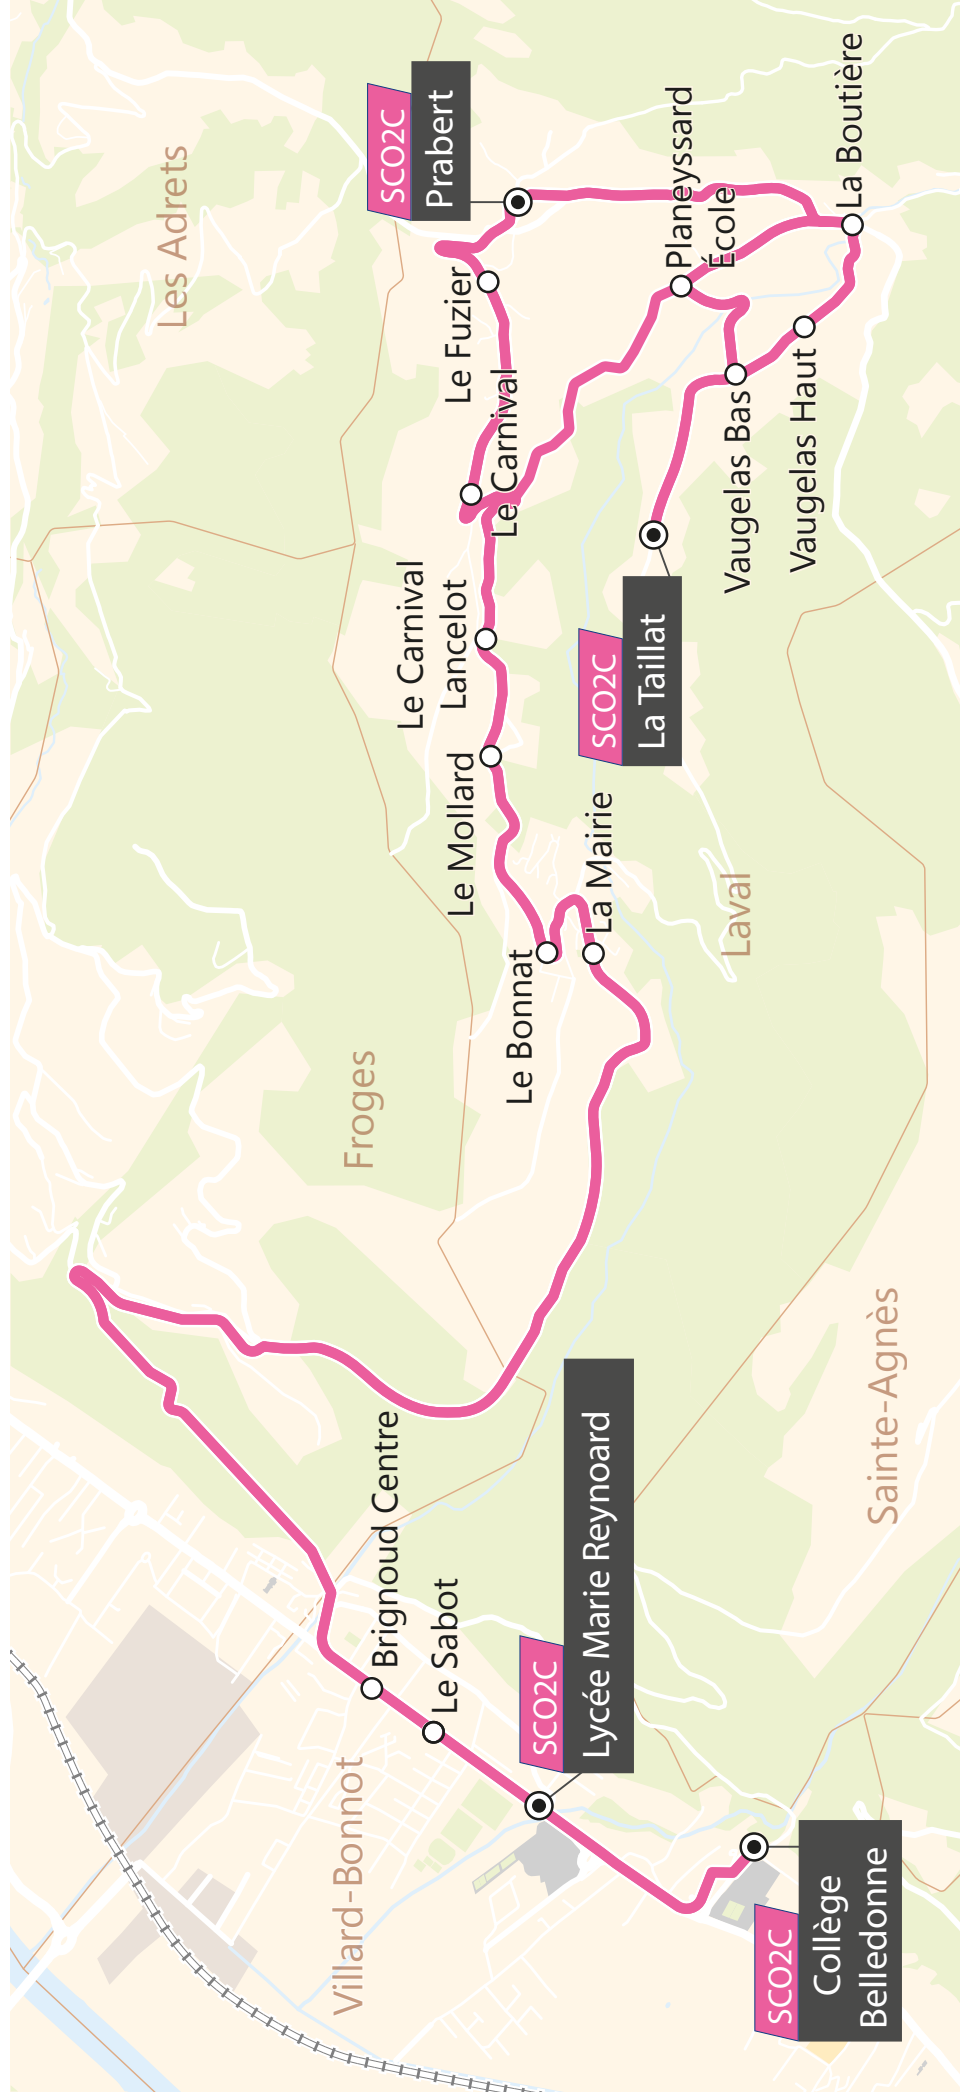 Les Adrets
SCO2C
Prabert
Le Fuzier
Le Carnival
Planeyssard
École
La Boutière
Vaugelas Bas
Vaugelas Haut
SCO2C
La Taillat
Le Carnival
Lancelot
Le Mollard
Le Bonnat
La Mairie
Laval
Froges
Sainte-Agnès
Brignoud Centre
Le Sabot
SCO2C
Lycée Marie Reynoard
Villard-Bonnot
SCO2C
Collège
Belledonne